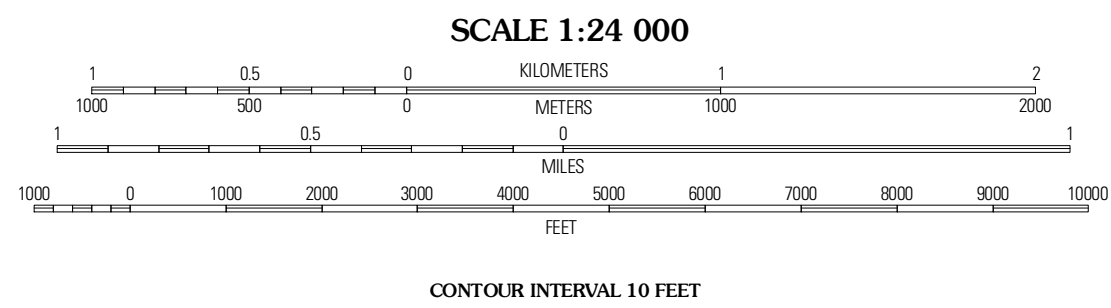 SCALE 1:24 000
1 0.5 0 KILOMETERS 1 2
1000 500 0 METERS 1000 2000
1 0.5 0 1
MILES
1000 0 1000 2000 3000 4000 5000 6000 7000 8000 9000 10000
FEET
CONTOUR INTERVAL 10 FEET